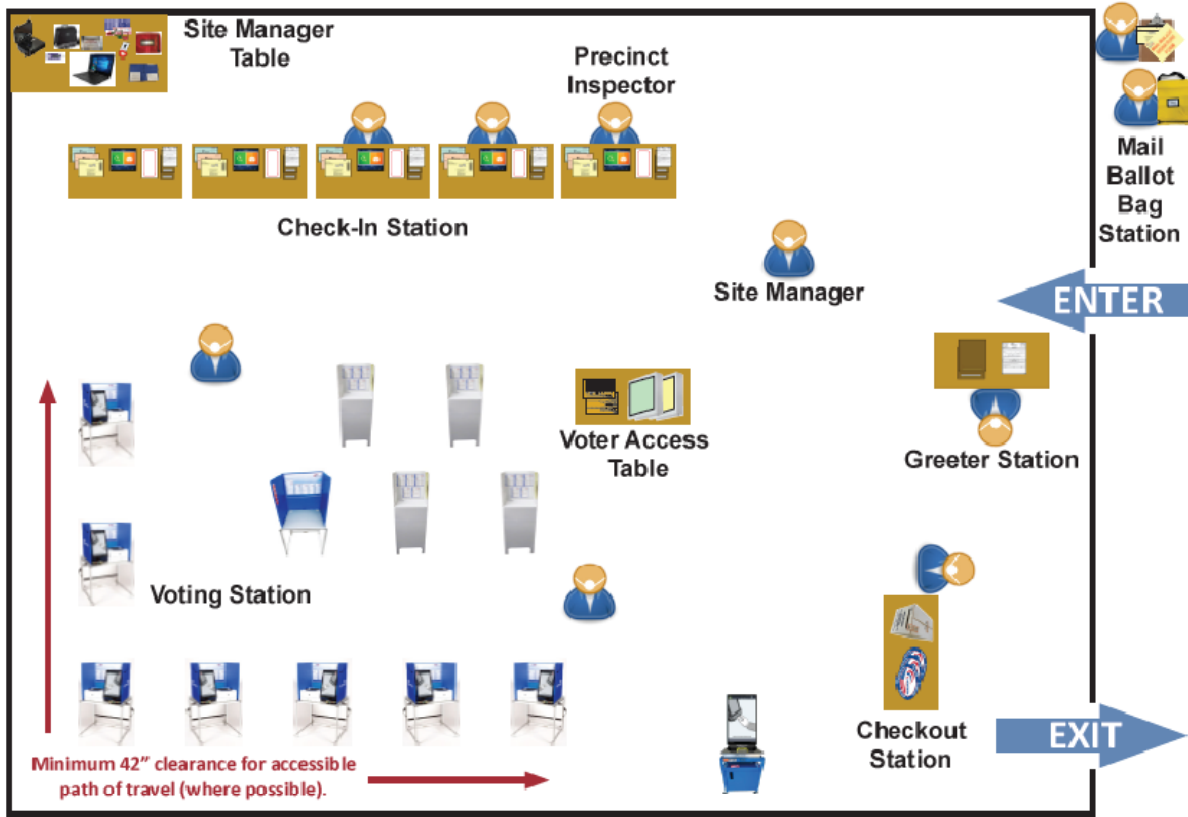 Site Manager
Table
Precinct
Inspector
Mail
Ballot
Bag
Station
Check-In Station
Site Manager
ENTER
Voter Access
Table
Greeter Station
Voting Station
Checkout
Station
EXIT
Minimum 42” clearance for accessible
path of travel (where possible).